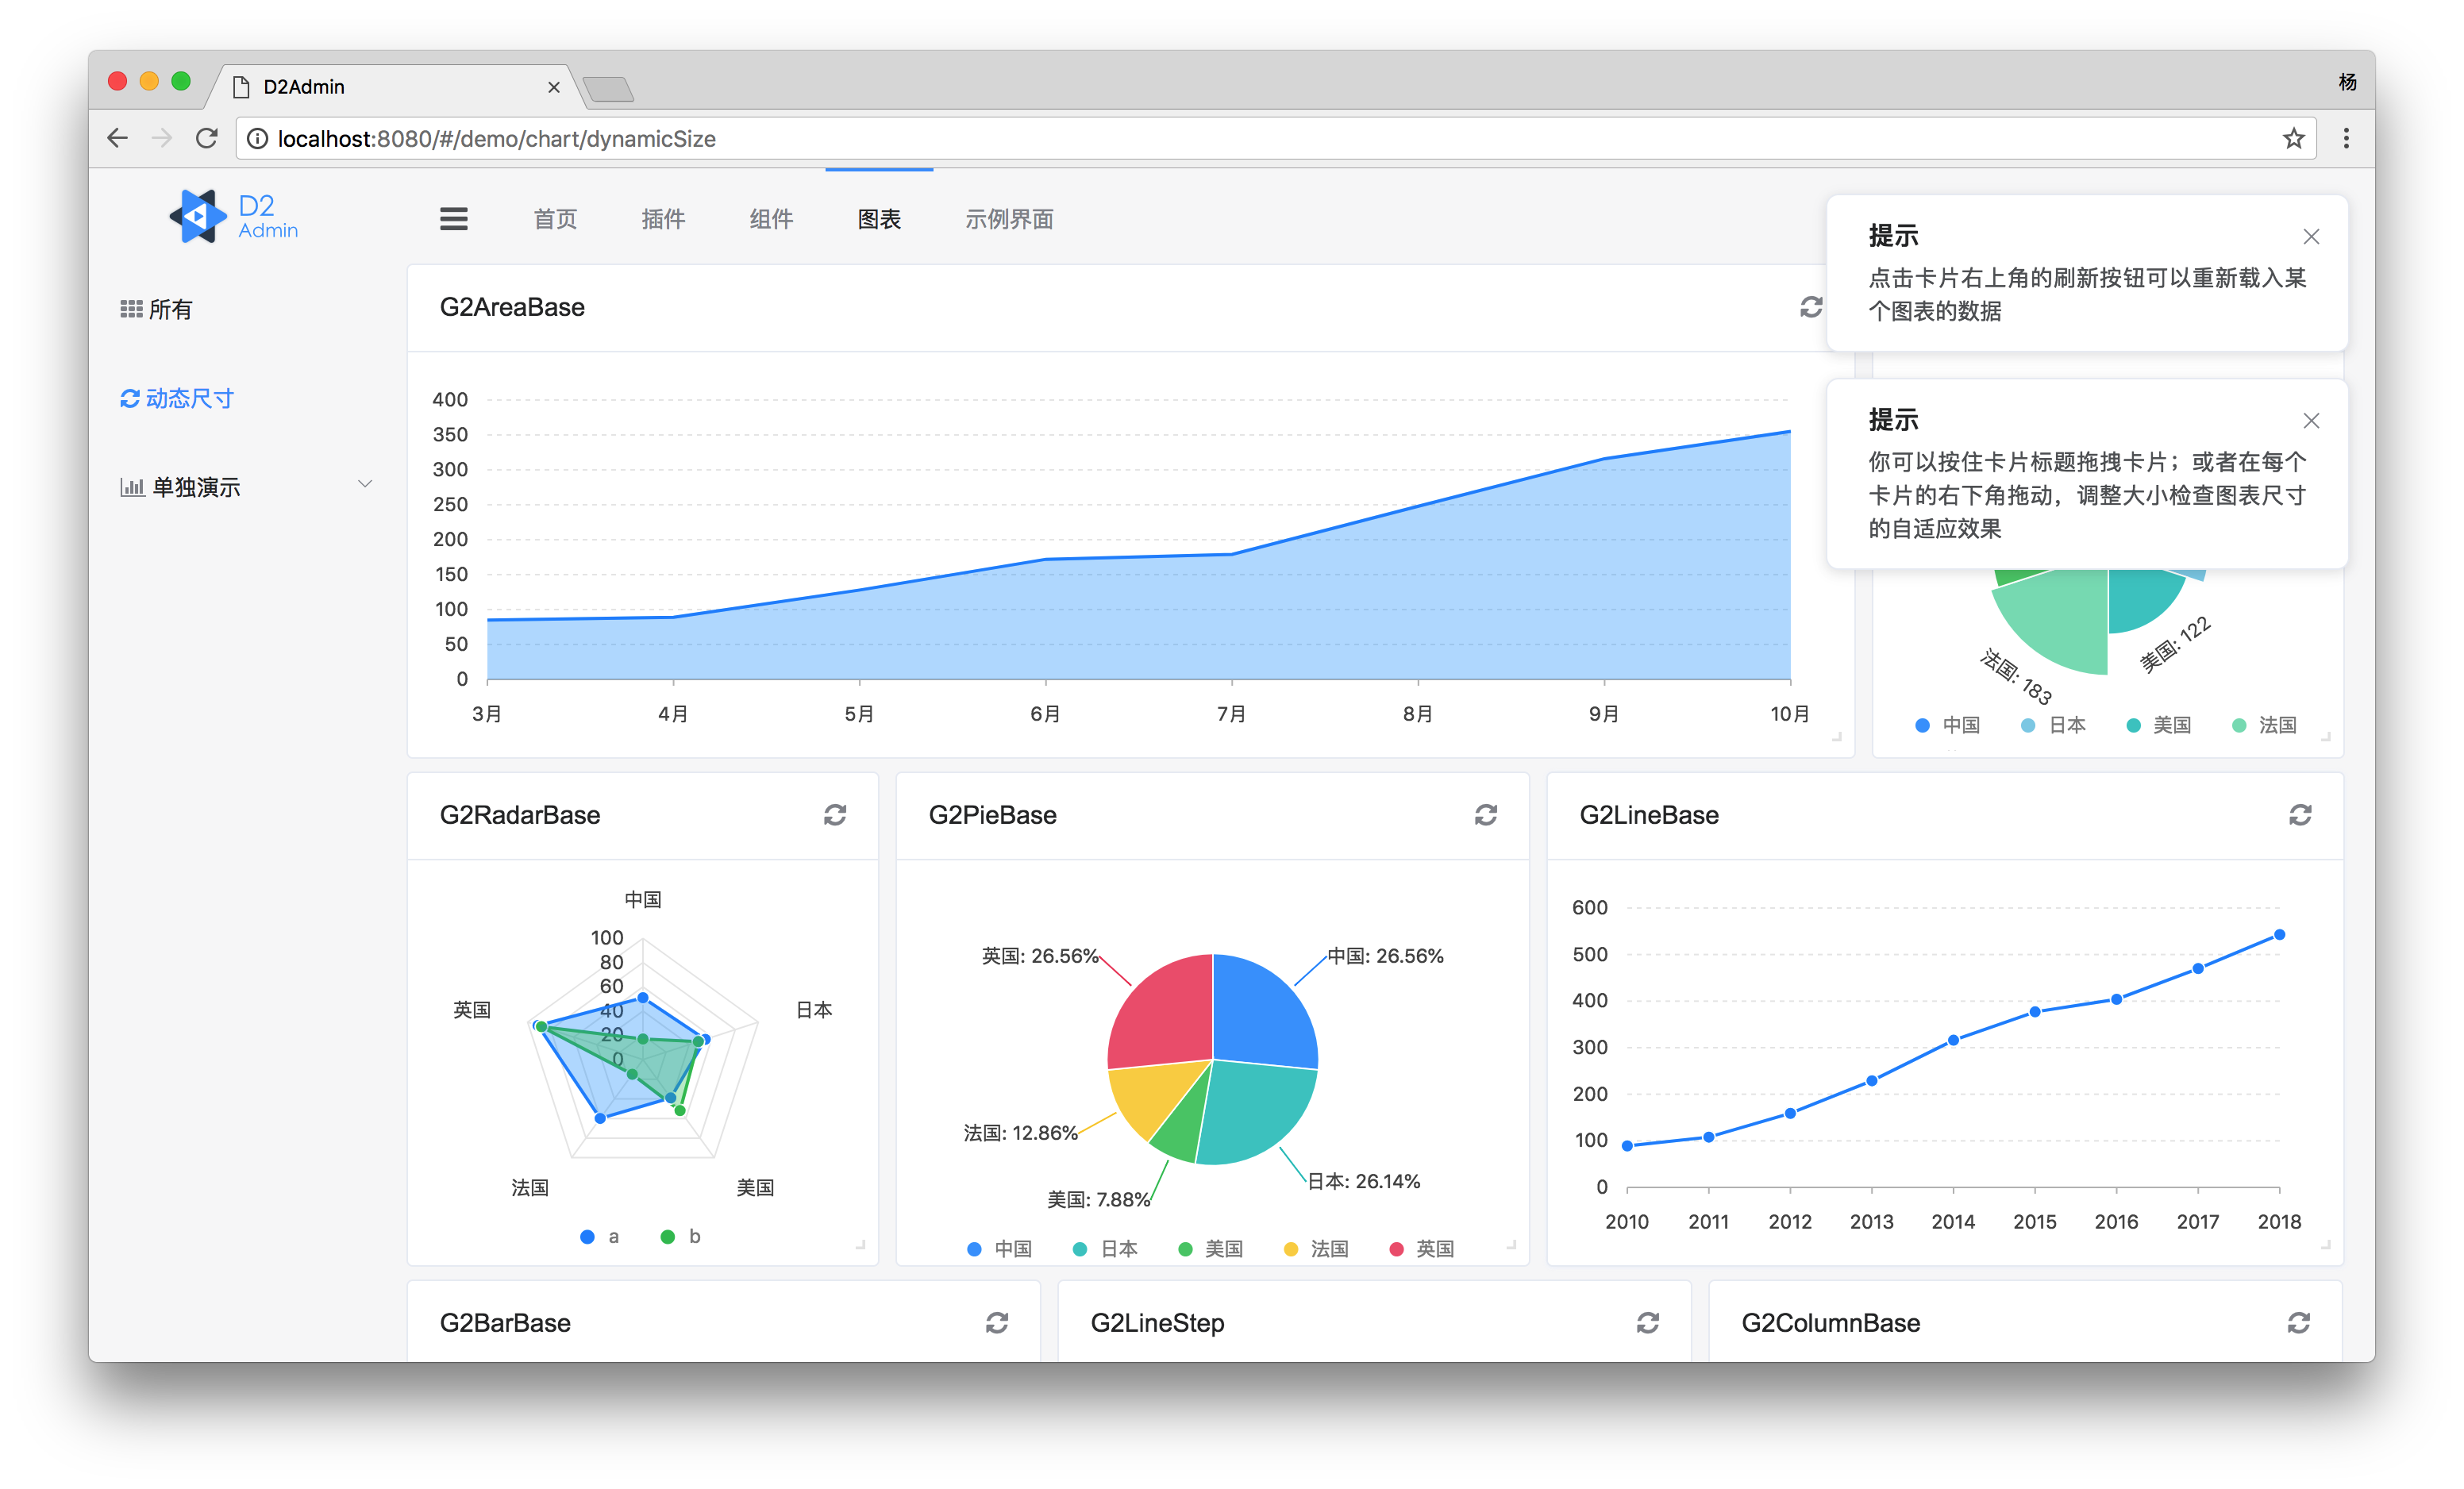 D2Admin
杨
localhost:8080/#/demo/chart/dynamicSize
D2
Admin
首页 插件 组件 图表 示例界面
所有
动态尺寸
单独演示
提示
点击卡片右上角的刷新按钮可以重新载入某
个图表的数据
提示
你可以按住卡片标题拖拽卡片；或者在每个
卡片的右下角拖动，调整大小检查图表尺寸
的自适应效果
G2AreaBase
400
350
300
250
200
150
100
50
0
3月 4月 5月 6月 7月 8月 9月 10月
法国: 183
美国: 122
中国 日本 美国 法国
G2RadarBase
中国
100
80
60
40
20
0
英国
日本
法国
美国
a b
G2PieBase
英国: 26.56%
中国: 26.56%
法国: 12.86%
日本: 26.14%
美国: 7.88%
中国 日本 美国 法国 英国
G2LineBase
600
500
400
300
200
100
0
2010 2011 2012 2013 2014 2015 2016 2017 2018
G2BarBase
G2LineStep
G2ColumnBase